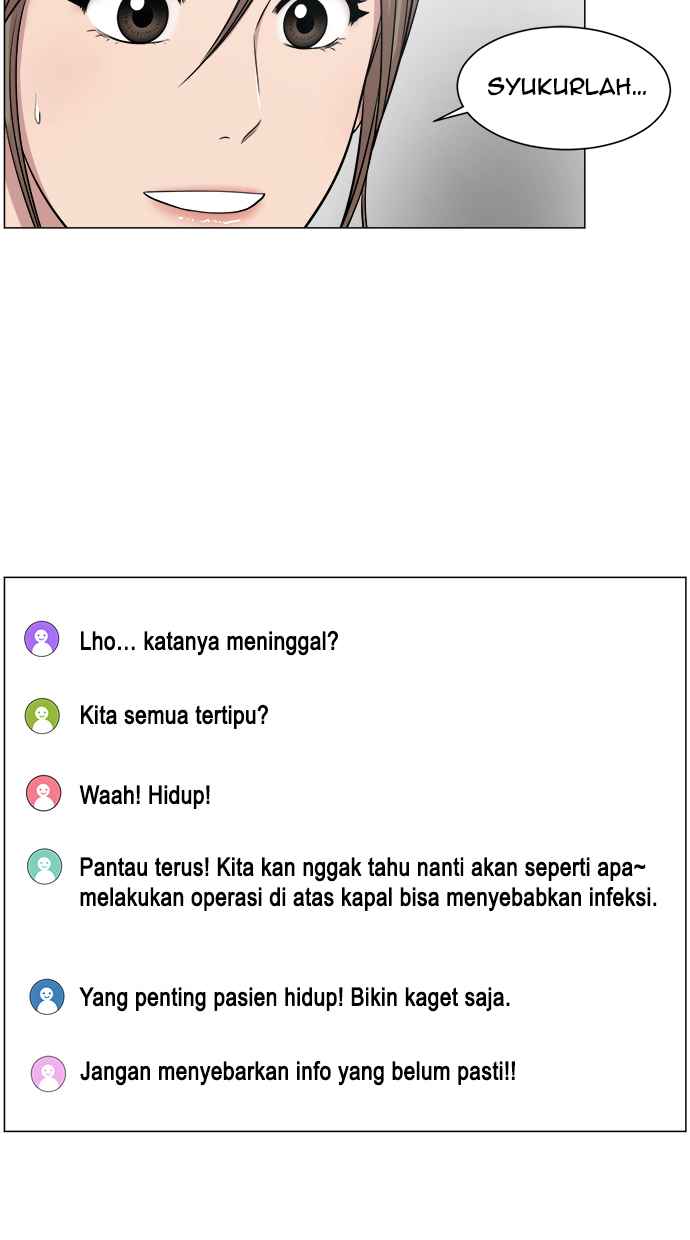 SYUKURLAH...
Lho... katanya meninggal?
Kita semua tertipu?
Waah! Hidup!
Pantau terus! Kita kan nggak tahu nanti akan seperti apa~
melakukan operasi di atas kapal bisa menyebabkan infeksi.
Yang penting pasien hidup! Bikin kaget saja.
Jangan menyebarkan info yang belum pasti!!